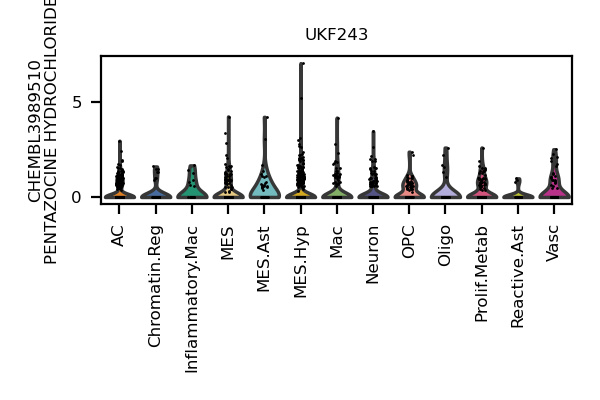 UKF243
CHEMBL3989510
PENTAZOCINE HYDROCHLORIDE
5
0
AC
Chromatin.Reg
Inflammatory.Mac
MES
MES.Ast
MES.Hyp
Mac
Neuron
OPC
Oligo
Prolif.Metab
Reactive.Ast
Vasc